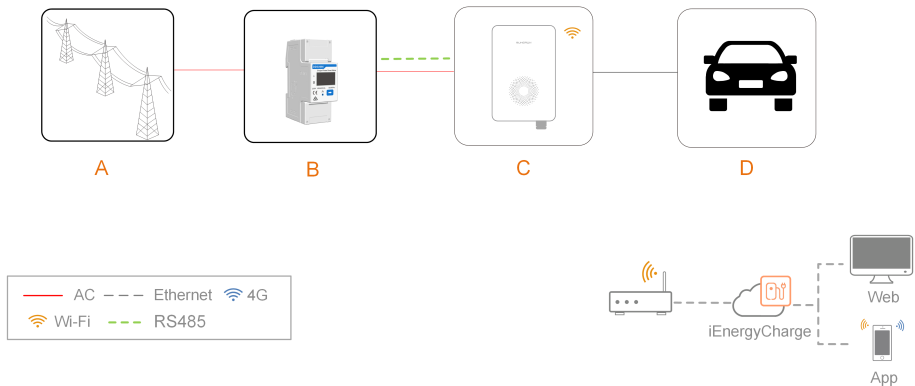 A
B
C
D
AC
Ethernet
4G
Wi-Fi
RS485
iEnergyCharge
Web
App